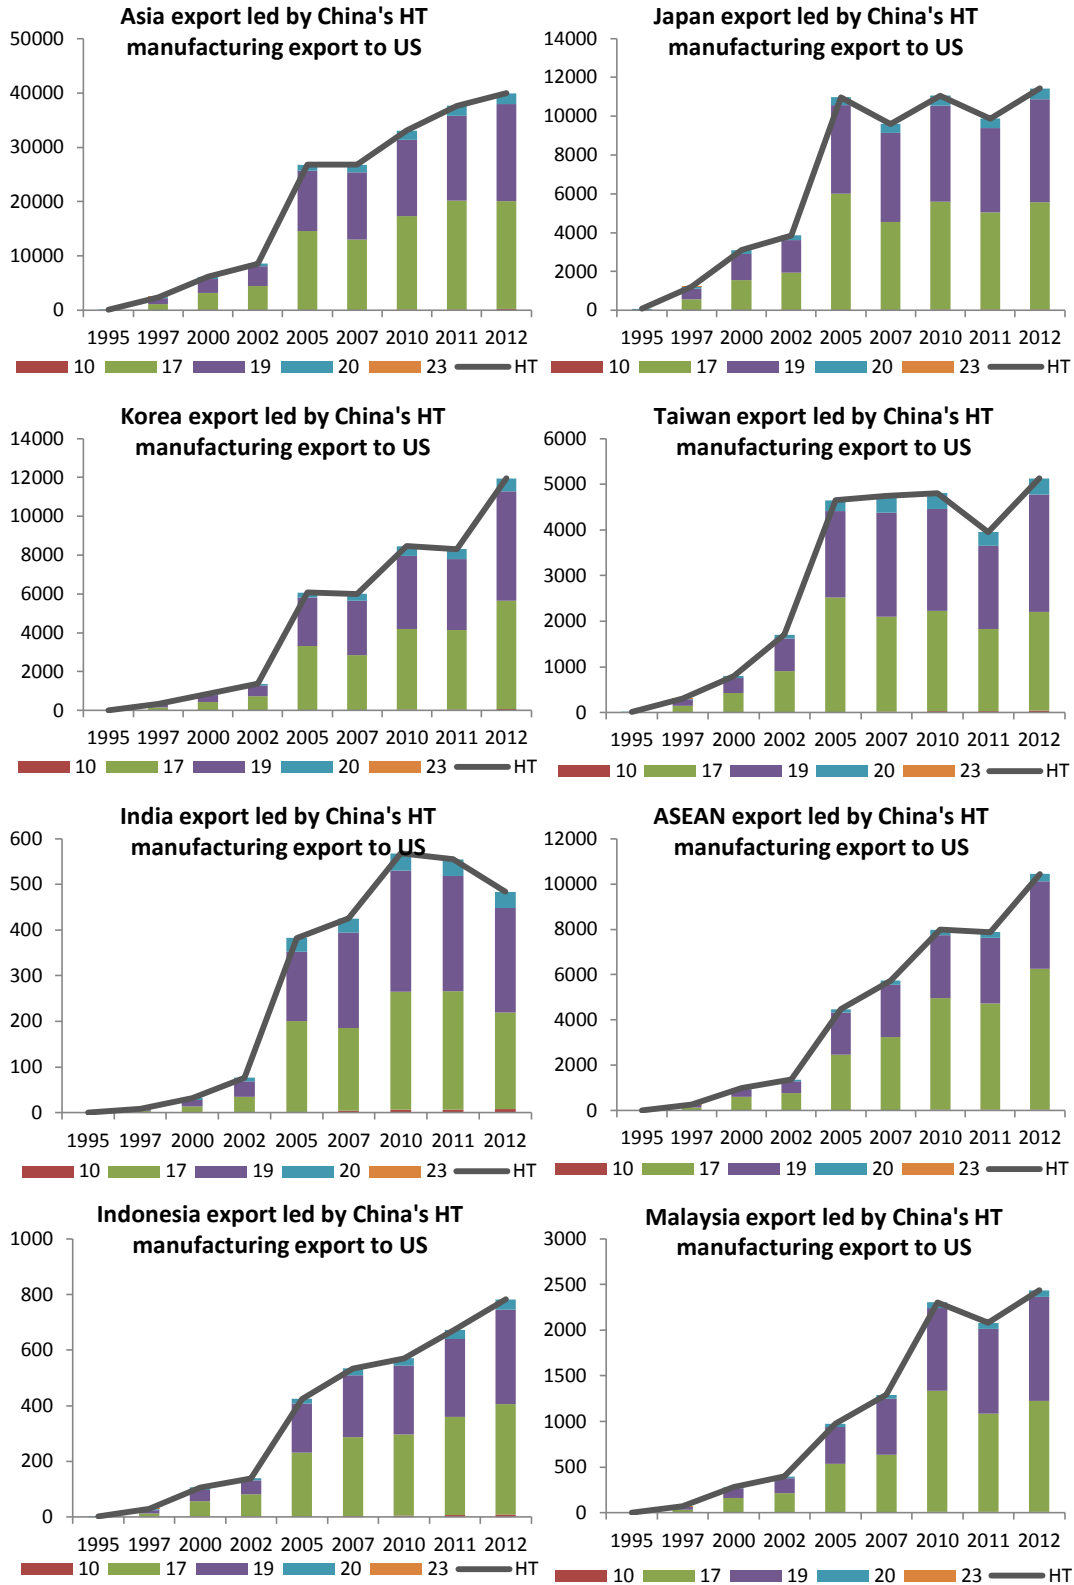 Asia export led by China's HT
manufacturing export to US
50000
40000
30000
20000
10000
0
1995 1997 2000 2002 2005 2007 2010 2011 2012
10 17 19 20 23 HT
Japan export led by China's HT
manufacturing export to US
14000
12000
10000
8000
6000
4000
2000
0
1995 1997 2000 2002 2005 2007 2010 2011 2012
10 17 19 20 23 HT
Korea export led by China's HT
manufacturing export to US
14000
12000
10000
8000
6000
4000
2000
0
1995 1997 2000 2002 2005 2007 2010 2011 2012
10 17 19 20 23 HT
Taiwan export led by China's HT
manufacturing export to US
6000
5000
4000
3000
2000
1000
0
1995 1997 2000 2002 2005 2007 2010 2011 2012
10 17 19 20 23 HT
India export led by China's HT
manufacturing export to US
600
500
400
300
200
100
0
1995 1997 2000 2002 2005 2007 2010 2011 2012
10 17 19 20 23 HT
ASEAN export led by China's HT
manufacturing export to US
12000
10000
8000
6000
4000
2000
0
1995 1997 2000 2002 2005 2007 2010 2011 2012
10 17 19 20 23 HT
Indonesia export led by China's HT
manufacturing export to US
1000
800
600
400
200
0
1995 1997 2000 2002 2005 2007 2010 2011 2012
10 17 19 20 23 HT
Malaysia export led by China's HT
manufacturing export to US
3000
2500
2000
1500
1000
500
0
1995 1997 2000 2002 2005 2007 2010 2011 2012
10 17 19 20 23 HT